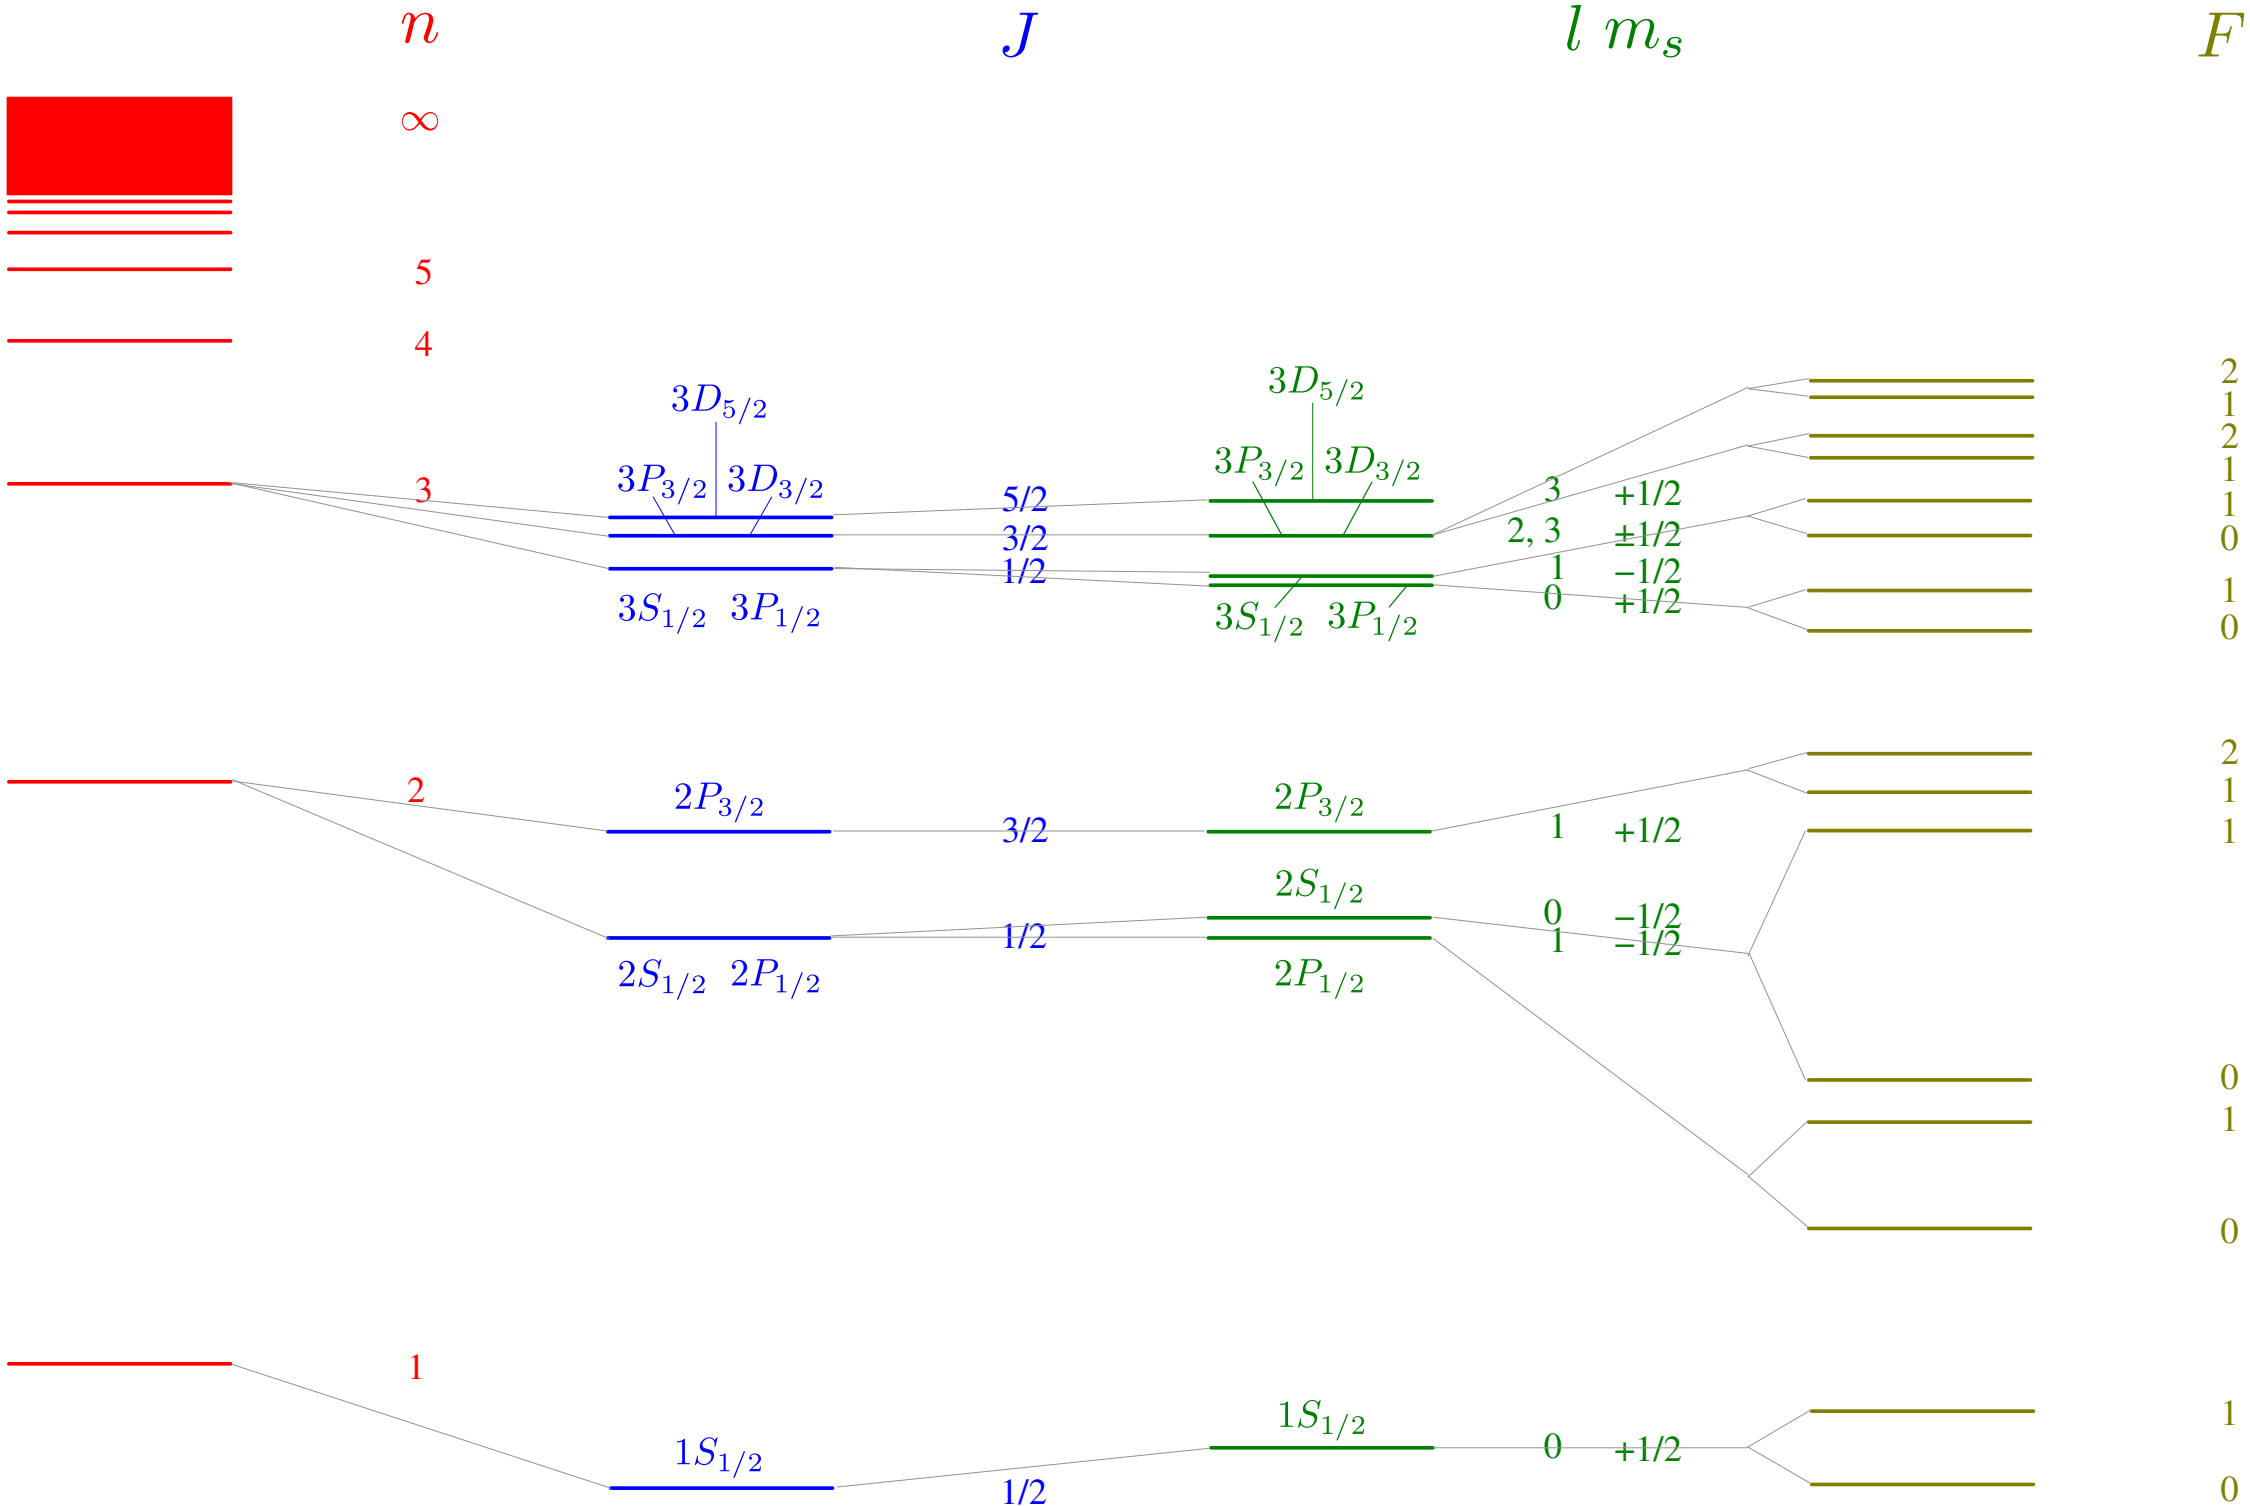 n J l m_s F
∞
5
4
2
3D_{5/2} 3D_{5/2}
1
2
3P_{3/2} 3D_{3/2} 3P_{3/2} 3D_{3/2}
1
3 5/2 3 +1/2 1
3/2 2, 3 ±1/2 0
1/2 1 −1/2
0 +1/2 1
3S_{1/2} 3P_{1/2} 3S_{1/2} 3P_{1/2} 0
2
2 2P_{3/2} 2P_{3/2} 1
3/2 1 +1/2 1
2S_{1/2}
0 −1/2
1/2 1 −1/2
2S_{1/2} 2P_{1/2} 2P_{1/2}
0
1
0
1
1S_{1/2} 1
1S_{1/2} 0 +1/2
1/2 0